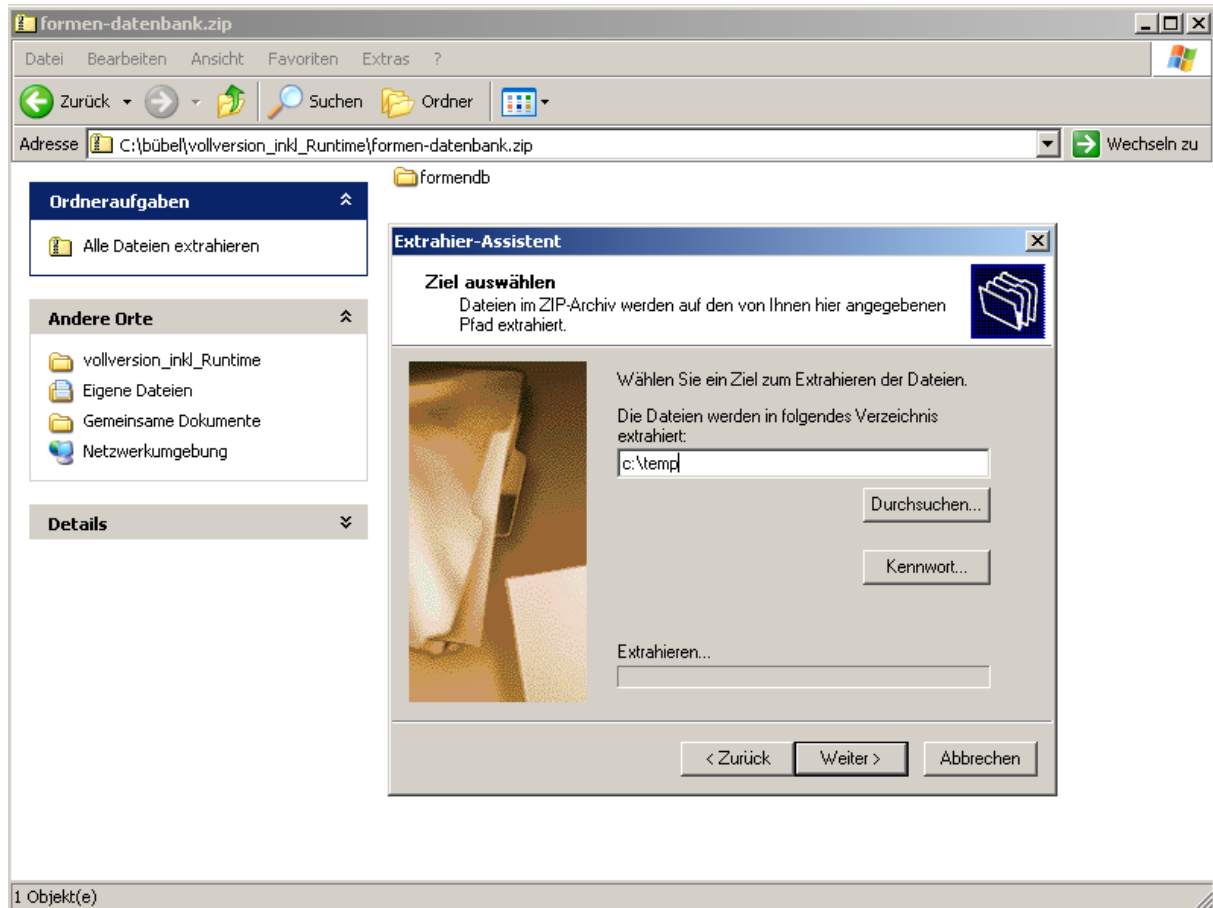 formen-datenbank.zip
Datei Bearbeiten Ansicht Favoriten Extras ?
Zurück Suchen Ordner
Adresse C:\bübel\vollversion_inkl_Runtime\formen-datenbank.zip Wechseln zu
formendb
Ordneraufgaben
Alle Dateien extrahieren
Andere Orte
vollversion_inkl_Runtime
Eigene Dateien
Gemeinsame Dokumente
Netzwerkumgebung
Details
Extrahier-Assistent
Ziel auswählen
Dateien im ZIP-Archiv werden auf den von Ihnen hier angegebenen
Pfad extrahiert.
Wählen Sie ein Ziel zum Extrahieren der Dateien.
Die Dateien werden in folgendes Verzeichnis
extrahiert:
c:\temp
Durchsuchen...
Kennwort...
Extrahieren...
< Zurück Weiter > Abbrechen
1 Objekt(e)